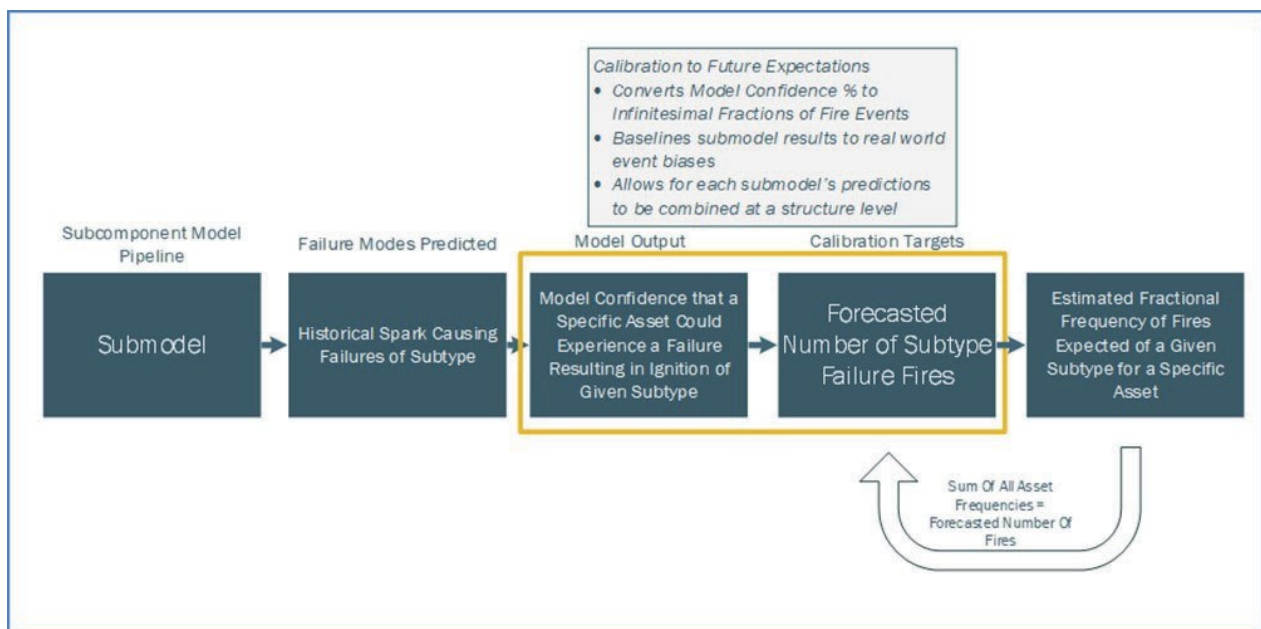 Calibration to Future Expectations
• Converts Model Confidence % to
Infinitesimal Fractions of Fire Events
• Baselines submodel results to real world
event biases
• Allows for each submodel's predictions
to be combined at a structure level
Subcomponent Model
Pipeline
Failure Modes Predicted
Model Output
Calibration Targets
Submodel
Historical Spark Causing
Failures of Subtype
Model Confidence that a
Specific Asset Could
Experience a Failure
Resulting in Ignition of
Given Subtype
Forecasted
Number of Subtype
Failure Fires
Estimated Fractional
Frequency of Fires
Expected of a Given
Subtype for a Specific
Asset
Sum Of All Asset
Frequencies =
Forecasted Number Of
Fires